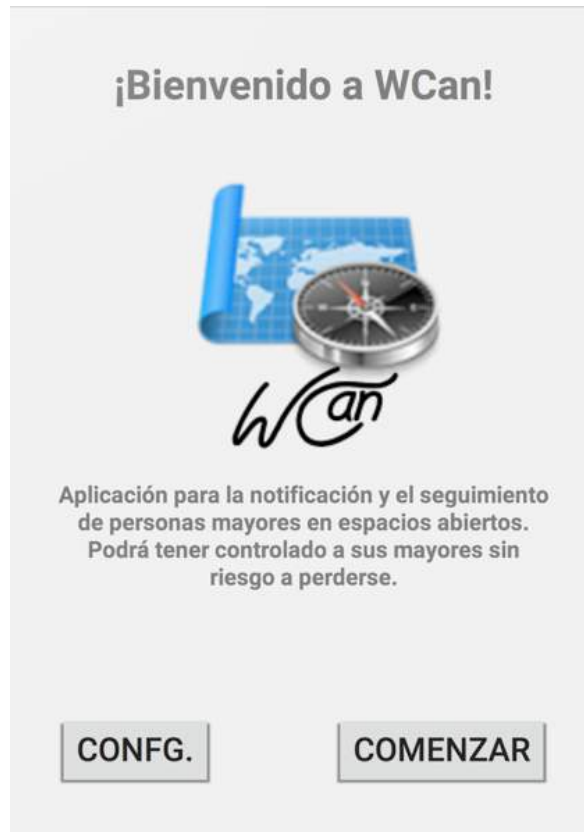 ¡Bienvenido a WCan!
WCan
Aplicación para la notificación y el seguimiento
de personas mayores en espacios abiertos.
Podrá tener controlado a sus mayores sin
riesgo a perderse.
CONFG.
COMENZAR